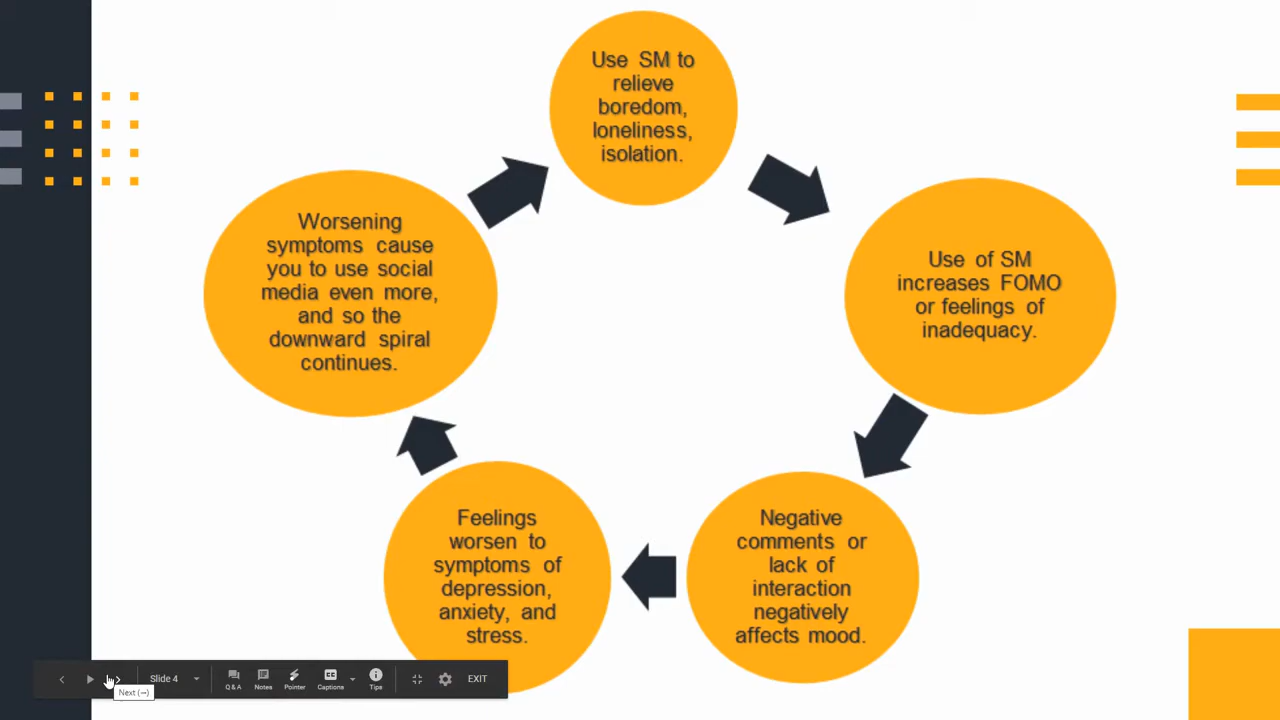 Use SM to
relieve
boredom,
loneliness,
isolation.
Use of SM
increases FOMO
or feelings of
inadequacy.
Negative
comments or
lack of
interaction
negatively
affects mood.
Feelings
worsen to
symptoms of
depression,
anxiety, and
stress.
Worsening
symptoms cause
you to use social
media even more,
and so the
downward spiral
continues.
Slide 4
Q & A
Notes
Pointer
Captions
Tips
EXIT
Next (→)